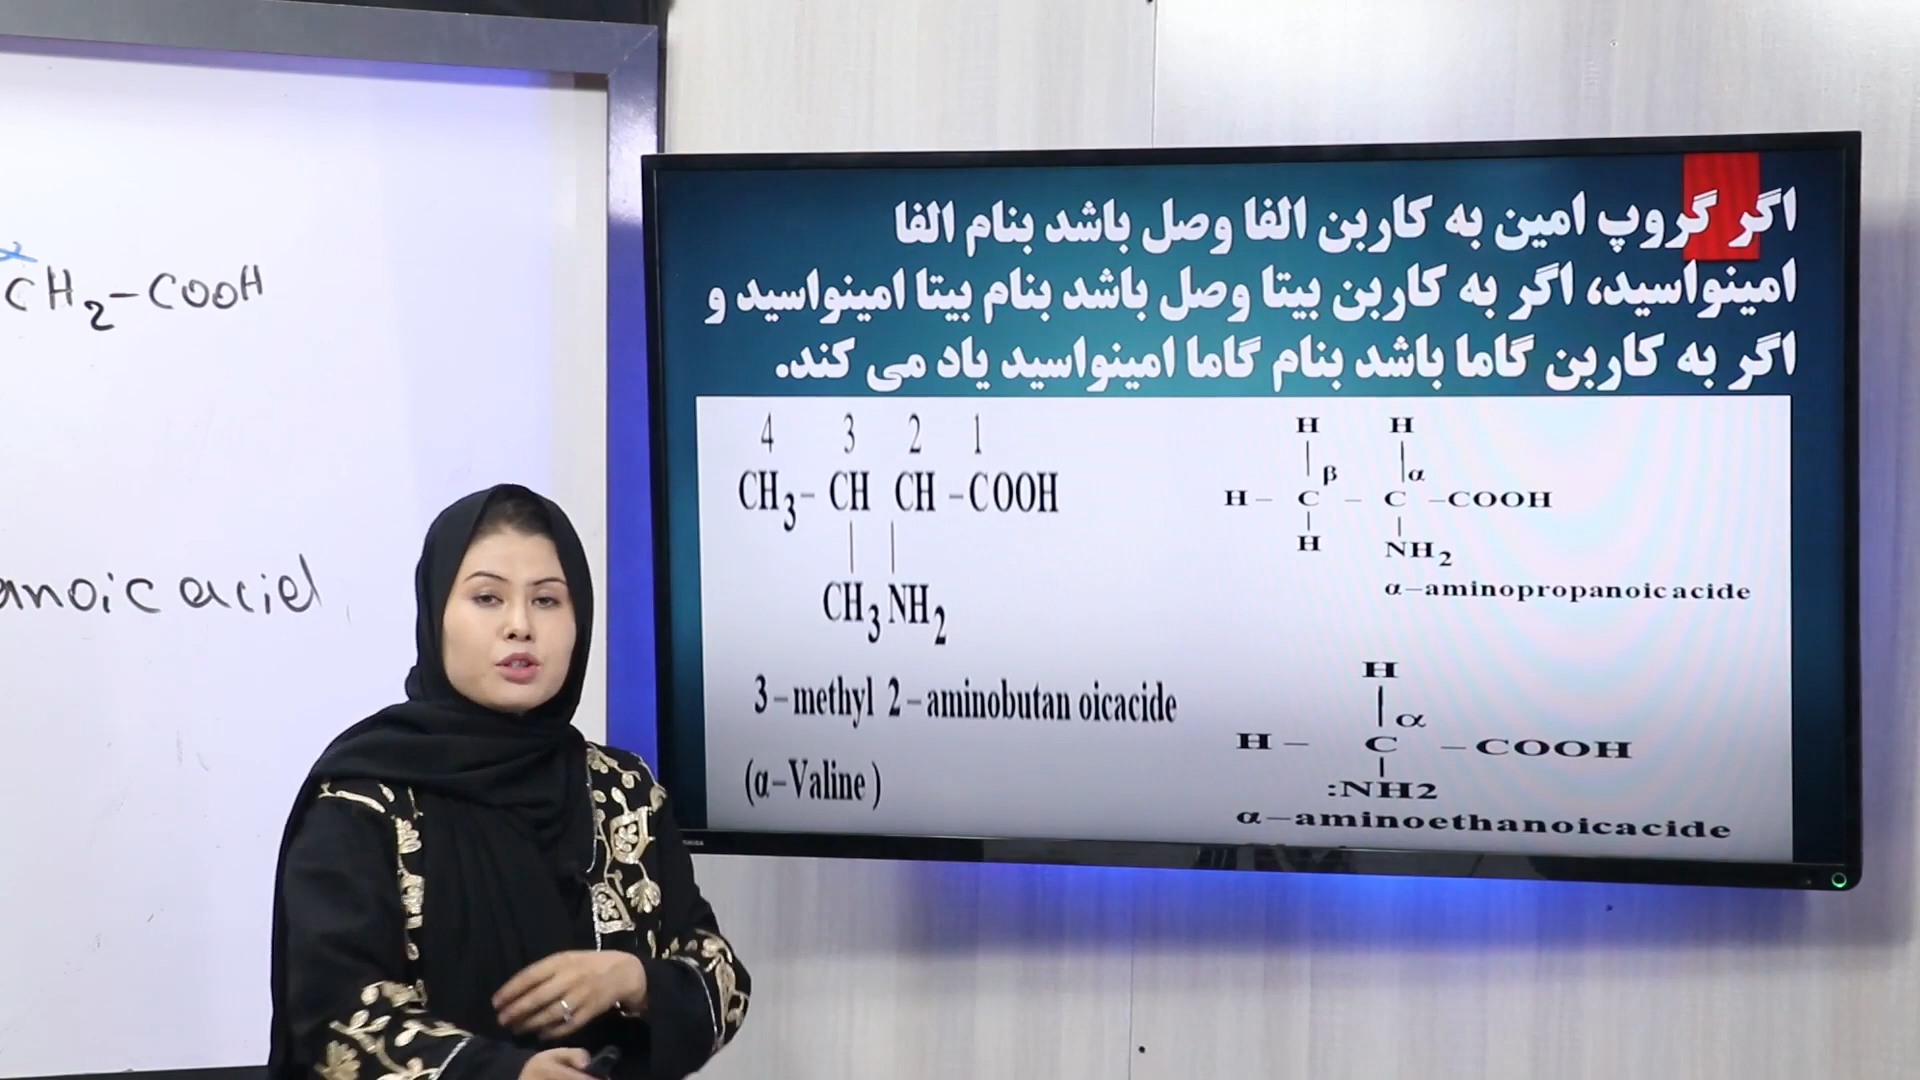 α
CH2-COOH
anoic acid
اگر گروپ امین به کاربن الفا وصل باشد بنام الفا
امینواسید، اگر به کاربن بیتا وصل باشد بنام بیتا امینواسید و
اگر به کاربن گاما باشد بنام گاما امینواسید یاد می کند.
4 3 2 1
CH3- CH CH -COOH
CH3 NH2
3-methyl 2-aminobutan oicacide
(α-Valine)
H H
β α
H- C - C -COOH
H NH2
α-aminopropanoicacide
H
α
H- C -COOH
:NH2
α-aminoethanoicacide